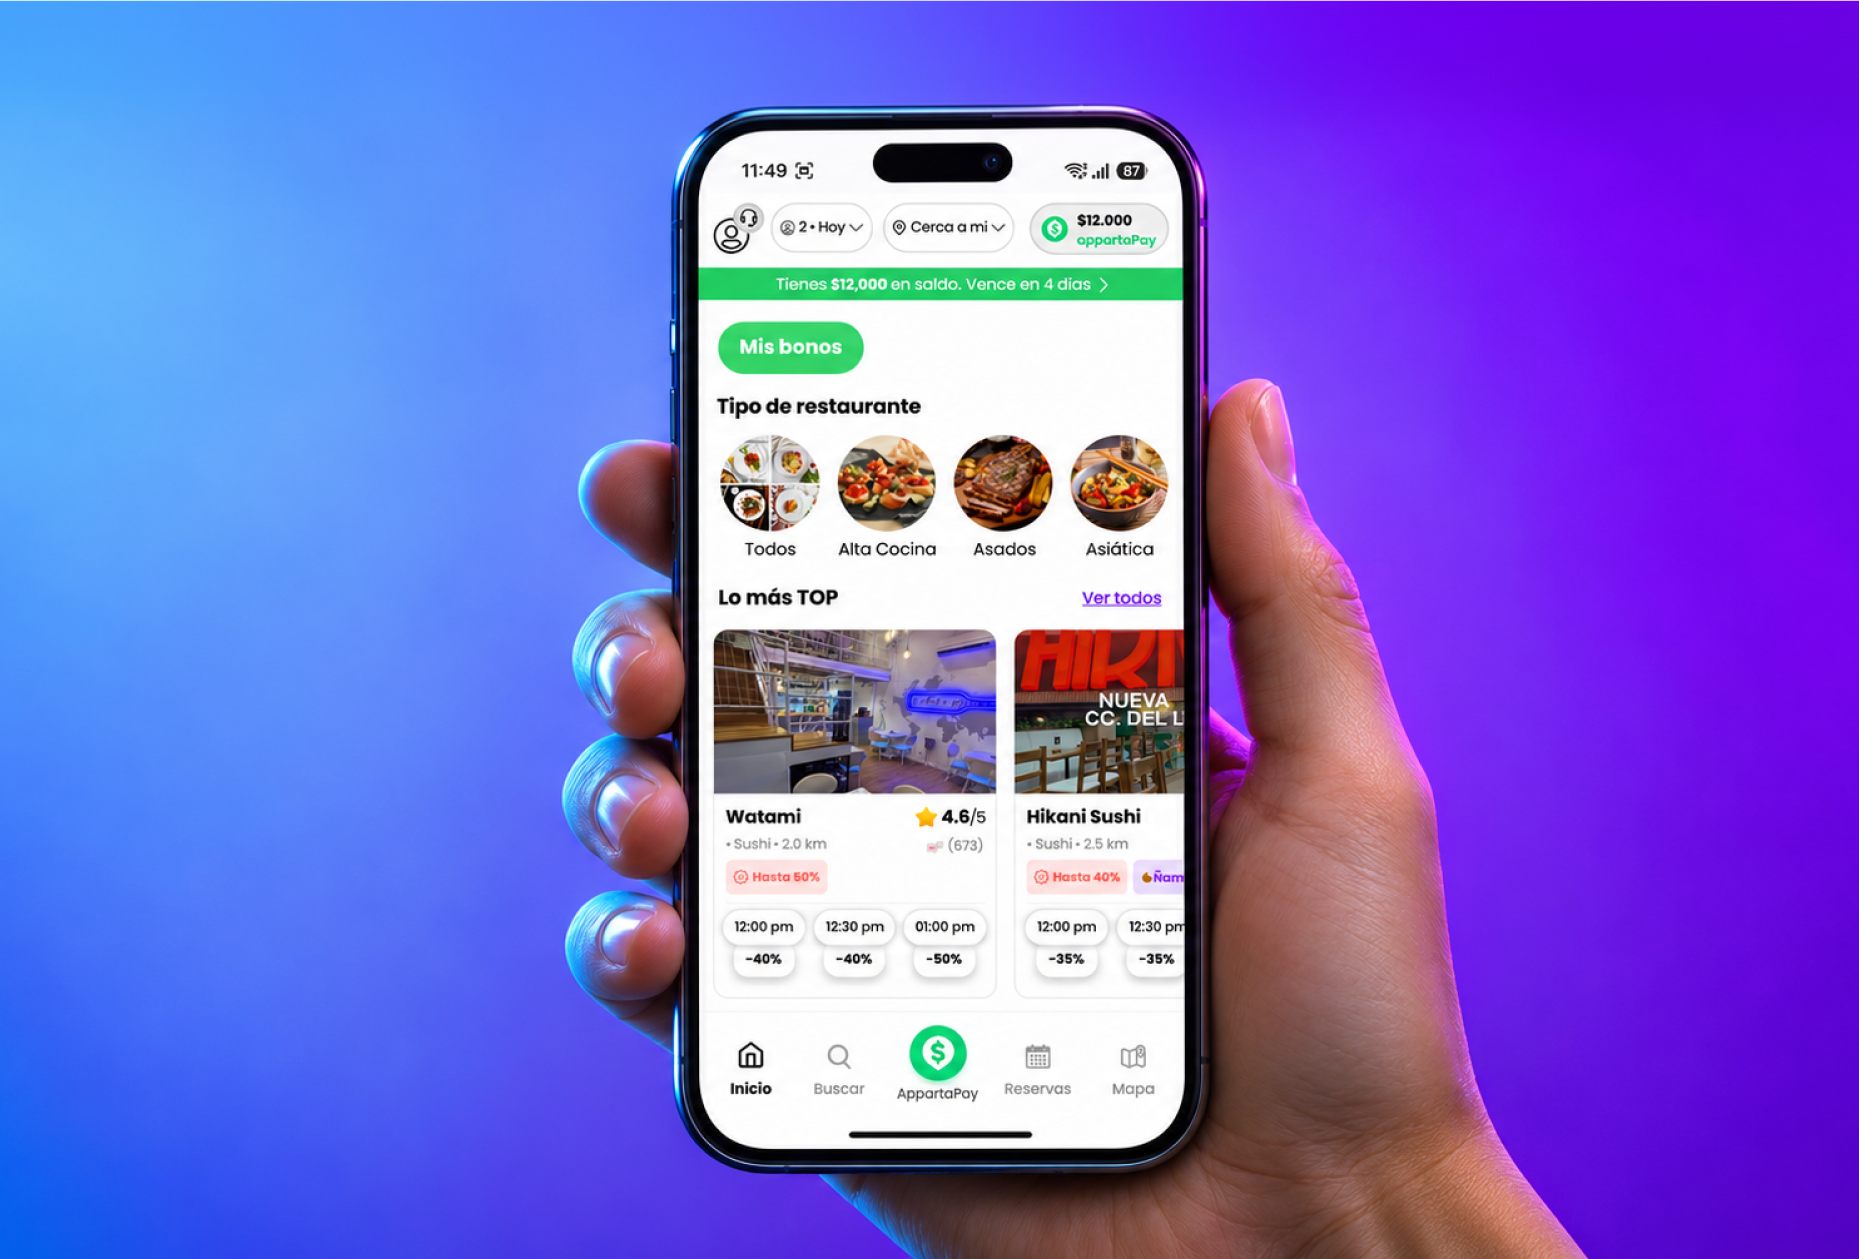 11:49
87
2 • Hoy
Cerca a mi
$12.000
appartaPay
Tienes $12,000 en saldo. Vence en 4 días
Mis bonos
Tipo de restaurante
Todos
Alta Cocina
Asados
Asiática
Lo más TOP
Ver todos
NUEVA
CC. DEL L
Watami
4.6/5
• Sushi • 2.0 km
(673)
Hasta 50%
12:00 pm
12:30 pm
01:00 pm
-40%
-40%
-50%
Hikani Sushi
• Sushi • 2.5 km
Hasta 40%
Ñam
12:00 pm
12:30 pm
-35%
-35%
Inicio
Buscar
AppartaPay
Reservas
Mapa